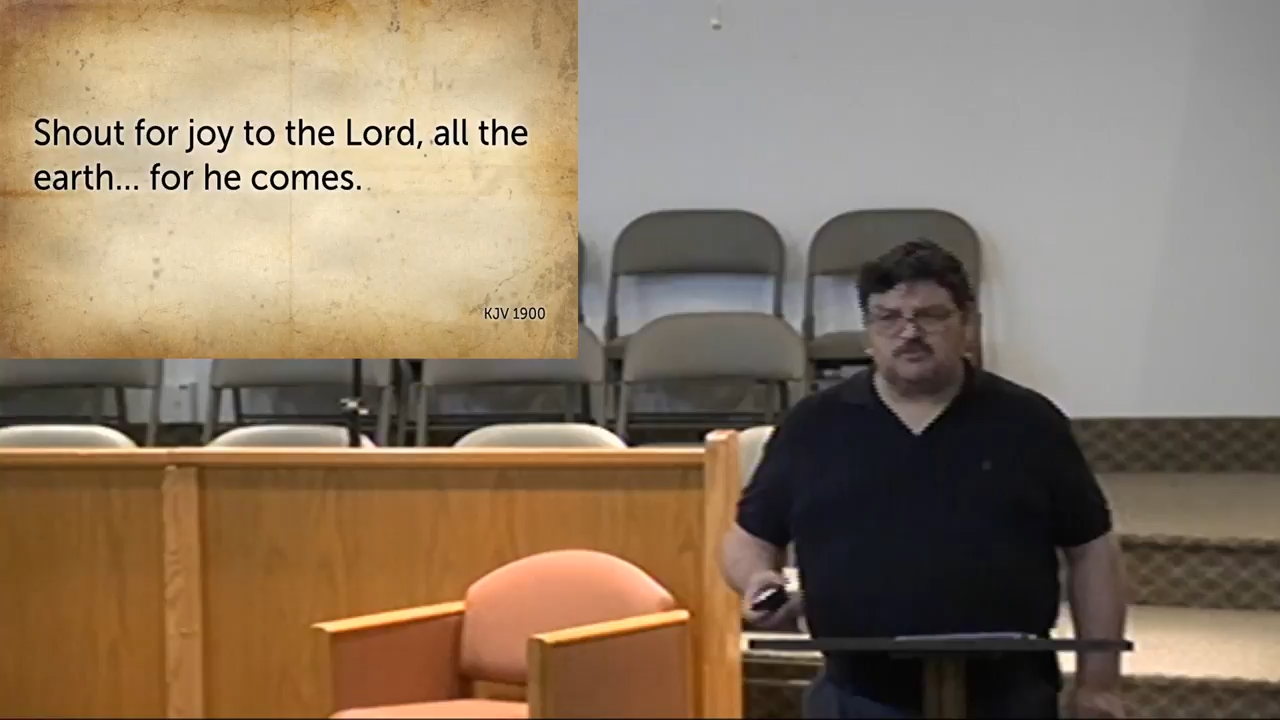 Shout for joy to the Lord, all the
earth... for he comes.
KJV 1900